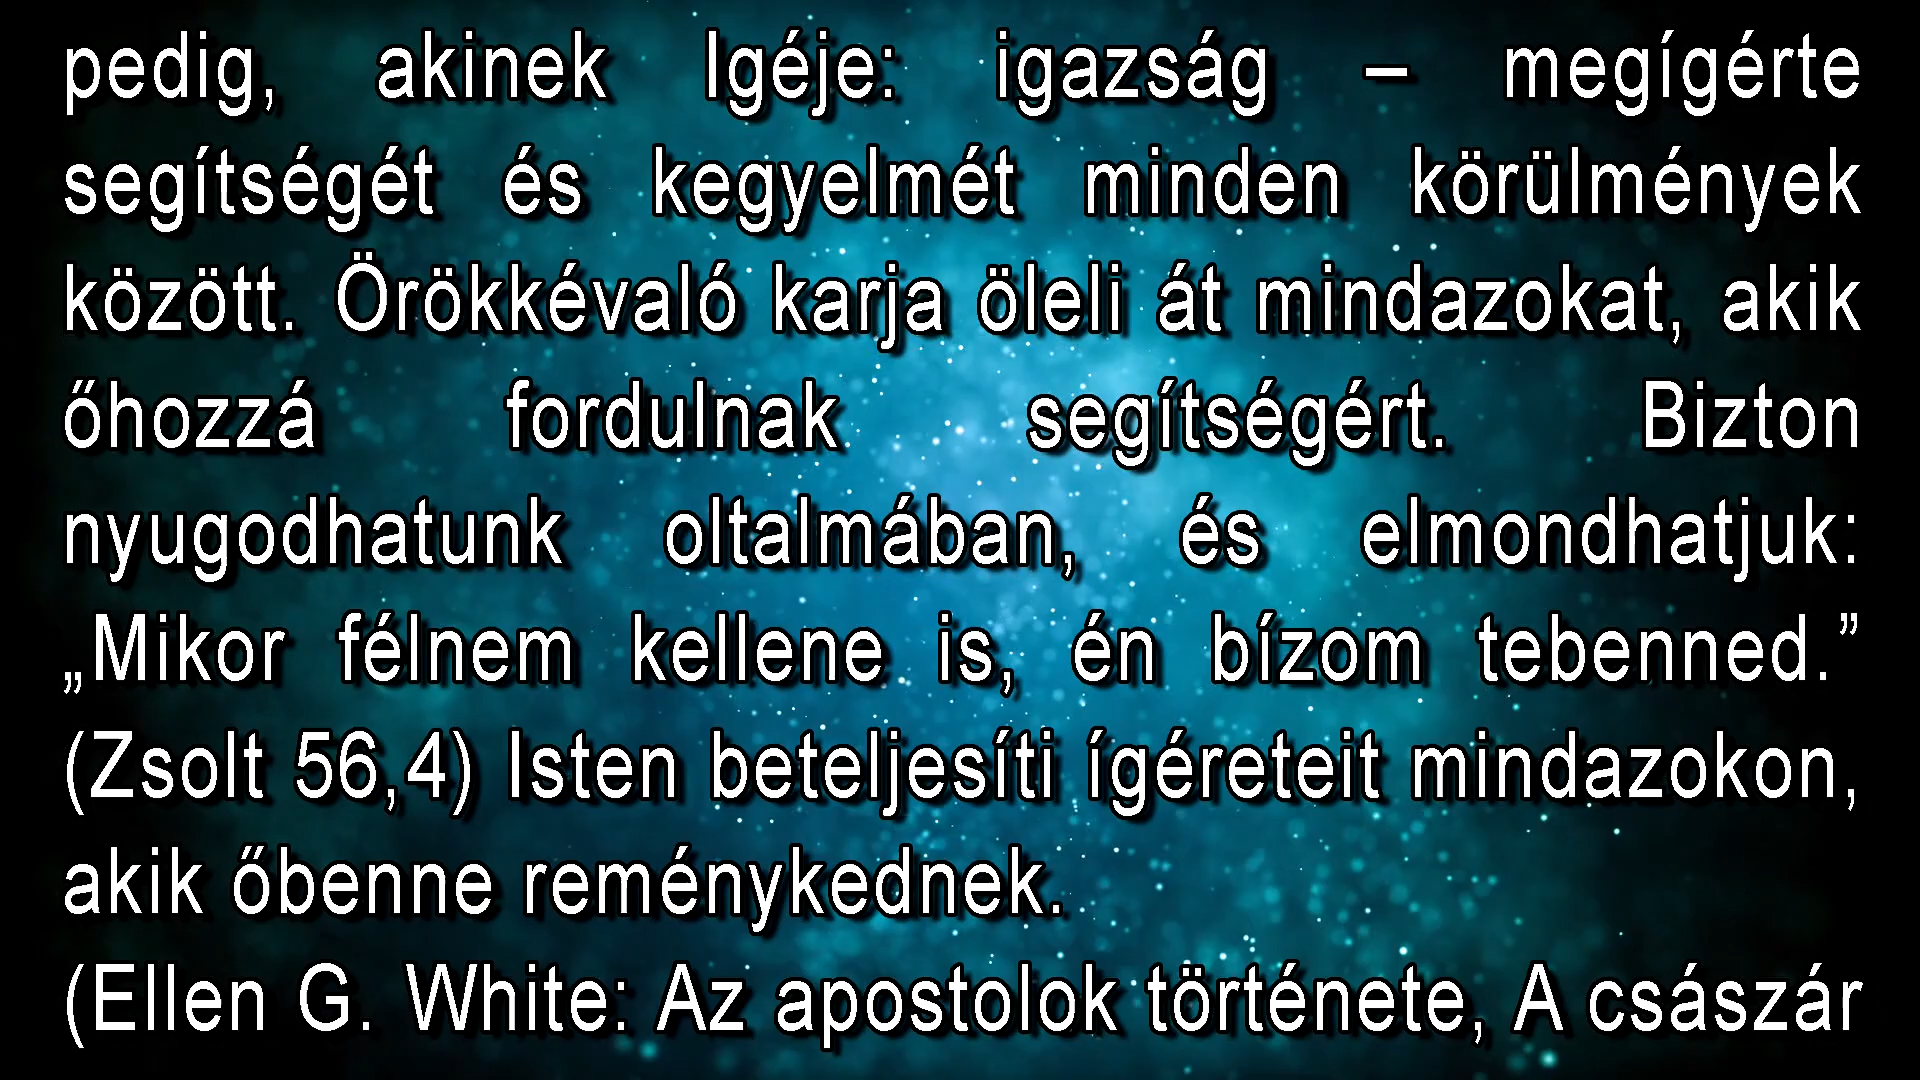 pedig, akinek Igéje: igazság – megígérte
segítségét és kegyelmét minden körülmények
között. Örökkévaló karja öleli át mindazokat, akik
őhozzá fordulnak segítségért. Bizton
nyugodhatunk oltalmában, és elmondhatjuk:
„Mikor félnem kellene is, én bízom tebenned.”
(Zsolt 56,4) Isten beteljesíti ígéreteit mindazokon,
akik őbenne reménykednek.
(Ellen G. White: Az apostolok története, A császár